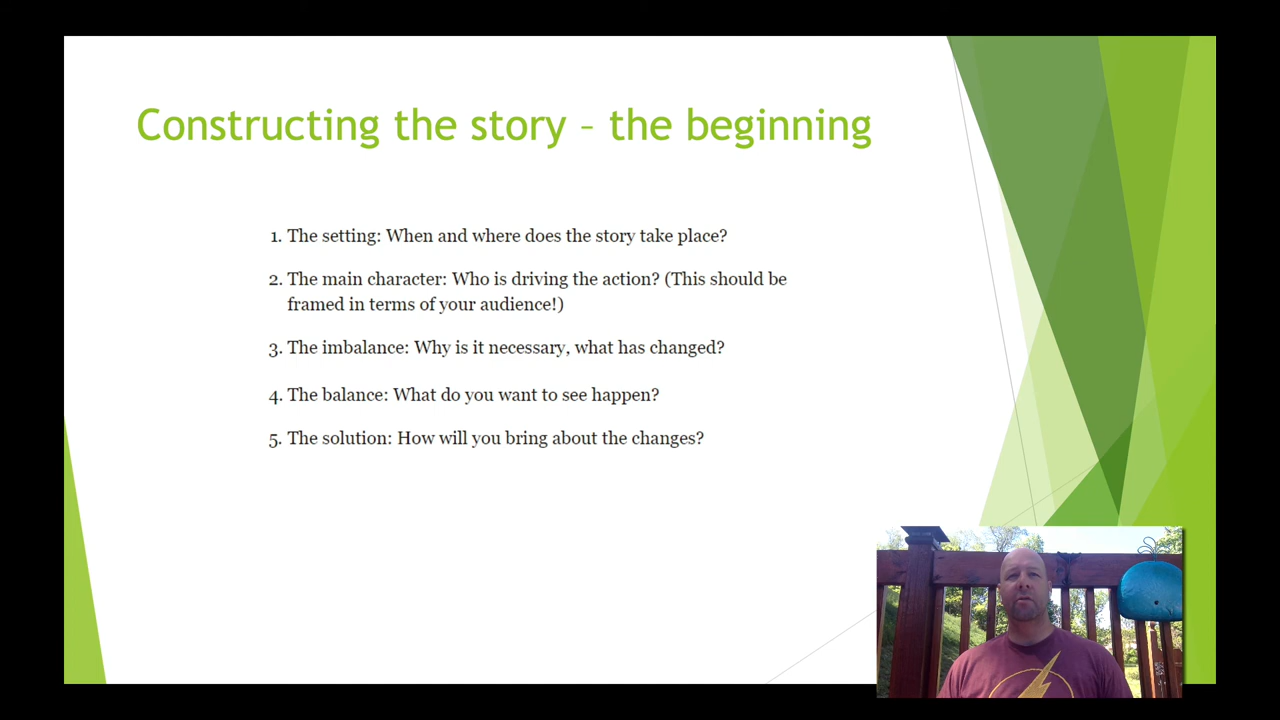 Constructing the story – the beginning
1. The setting: When and where does the story take place?
2. The main character: Who is driving the action? (This should be
framed in terms of your audience!)
3. The imbalance: Why is it necessary, what has changed?
4. The balance: What do you want to see happen?
5. The solution: How will you bring about the changes?